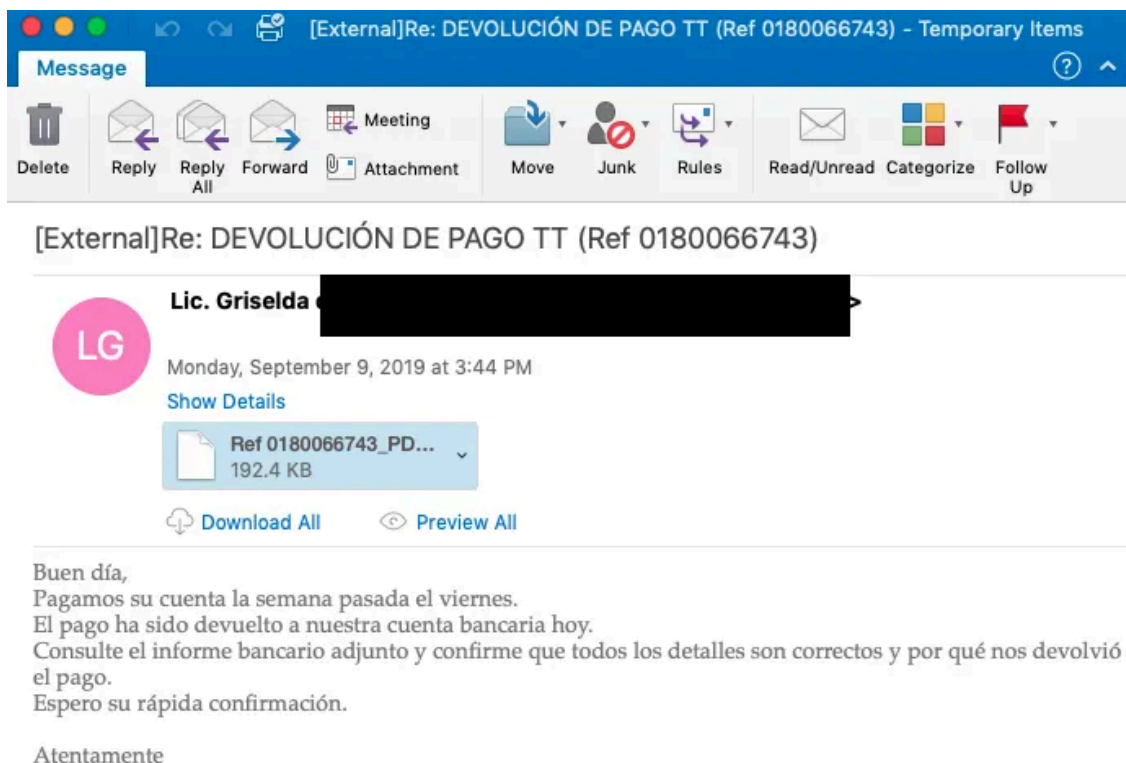 [External]Re: DEVOLUCIÓN DE PAGO TT (Ref 0180066743) - Temporary Items
Message
?
Delete
Reply
Reply All
Forward
Meeting
Attachment
Move
Junk
Rules
Read/Unread
Categorize
Follow Up
[External]Re: DEVOLUCIÓN DE PAGO TT (Ref 0180066743)
LG
Lic. Griselda
>
Monday, September 9, 2019 at 3:44 PM
Show Details
Ref 0180066743_PD...
192.4 KB
Download All
Preview All
Buen día,
Pagamos su cuenta la semana pasada el viernes.
El pago ha sido devuelto a nuestra cuenta bancaria hoy.
Consulte el informe bancario adjunto y confirme que todos los detalles son correctos y por qué nos devolvió
el pago.
Espero su rápida confirmación.
Atentamente